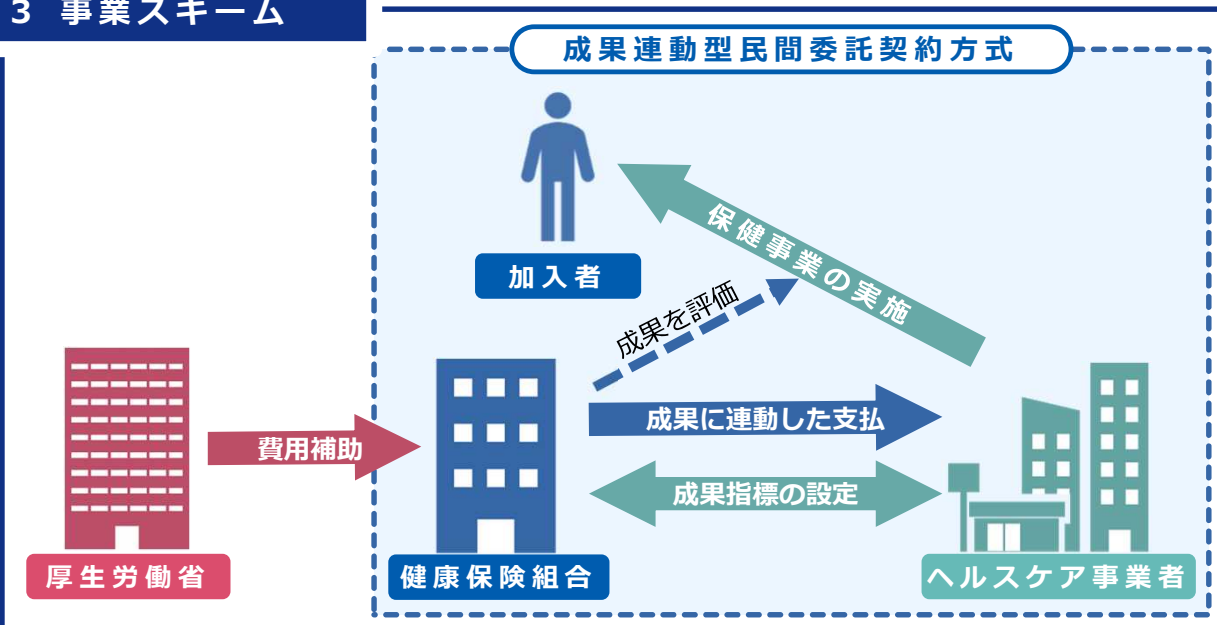 3 事業スキーム
成果連動型民間委託契約方式
保健事業の実施
加入者
成果を評価
成果に連動した支払
費用補助
成果指標の設定
厚生労働省
健康保険組合
ヘルスケア事業者